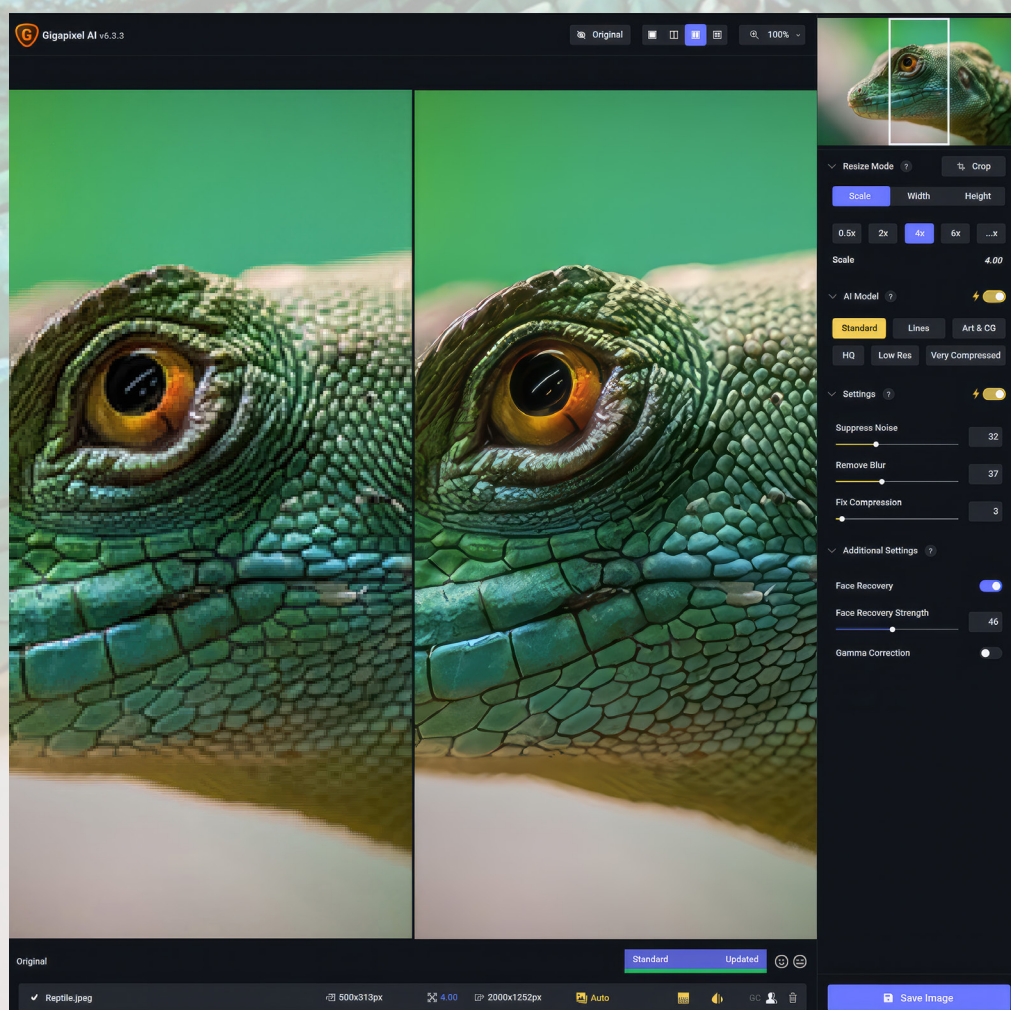 Gigapixel AI v6.3.3
Original
100%
Resize Mode ?
Crop
Scale Width Height
0.5x 2x 4x 6x ...x
Scale 4.00
AI Model ?
Standard Lines Art & CG
HQ Low Res Very Compressed
Settings ?
Suppress Noise
32
Remove Blur
37
Fix Compression
3
Additional Settings ?
Face Recovery
Face Recovery Strength
46
Gamma Correction
Original
Standard Updated
Reptile.jpeg 500x313px 4.00 2000x1252px Auto GC
Save Image